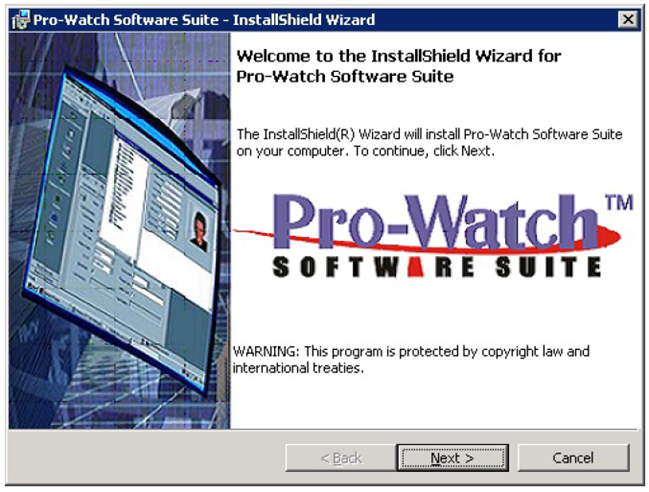 Pro-Watch Software Suite - InstallShield Wizard
Welcome to the InstallShield Wizard for
Pro-Watch Software Suite
The InstallShield(R) Wizard will install Pro-Watch Software Suite
on your computer. To continue, click Next.
Pro-Watch™
SOFTWARE SUITE
WARNING: This program is protected by copyright law and
international treaties.
< Back
Next >
Cancel